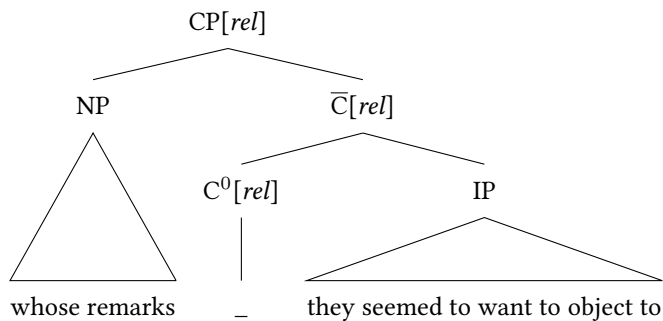 CP[rel]
NP C̅[rel]
C⁰[rel] IP
whose remarks _ they seemed to want to object to